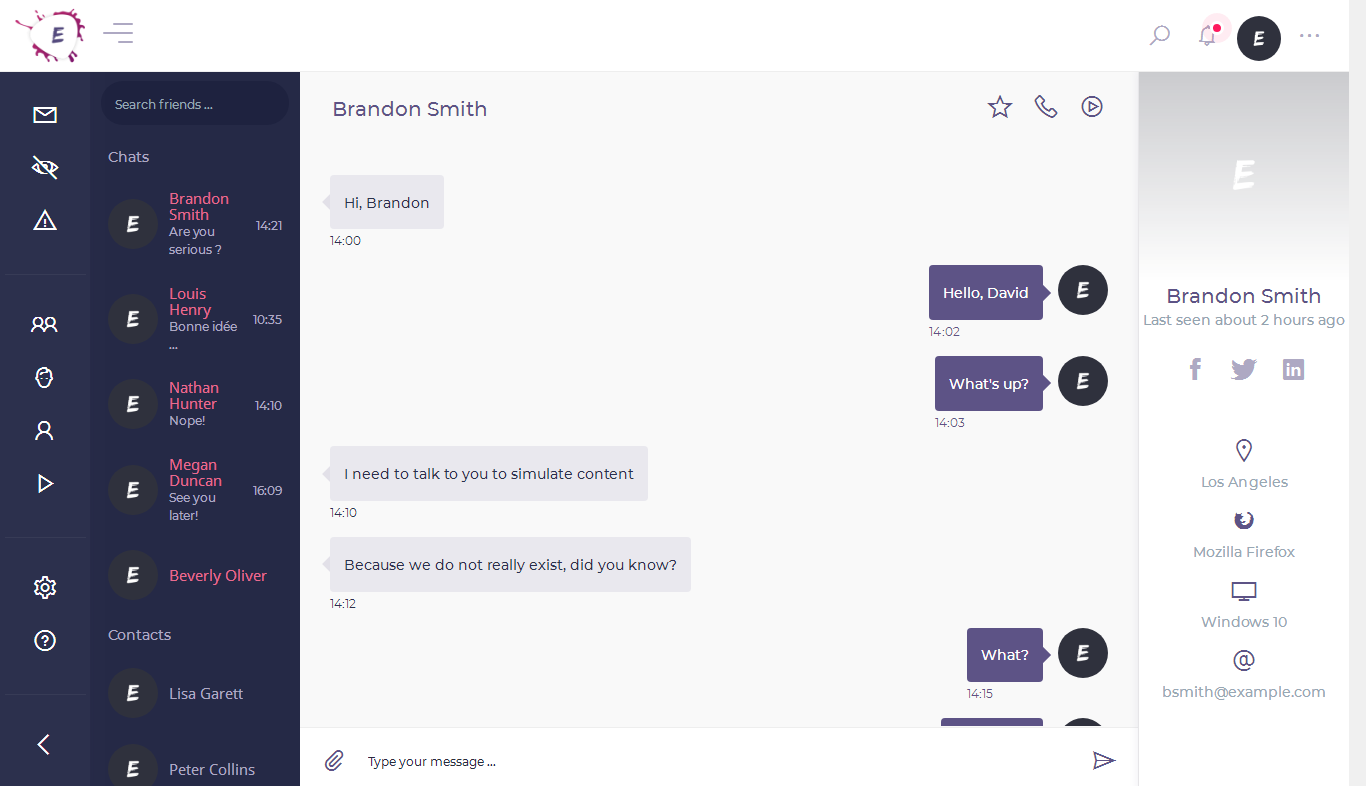 E
E
Search friends ...
Chats
E
Brandon
Smith
Are you
serious ?
14:21
E
Louis
Henry
Bonne idée
...
10:35
E
Nathan
Hunter
Nope!
14:10
E
Megan
Duncan
See you
later!
16:09
E
Beverly Oliver
Contacts
E
Lisa Garett
E
Peter Collins
Brandon Smith
Hi, Brandon
14:00
Hello, David
E
14:02
What's up?
E
14:03
I need to talk to you to simulate content
14:10
Because we do not really exist, did you know?
14:12
What?
E
14:15
Type your message ...
E
Brandon Smith
Last seen about 2 hours ago
f
in
Los Angeles
Mozilla Firefox
Windows 10
@
bsmith@example.com